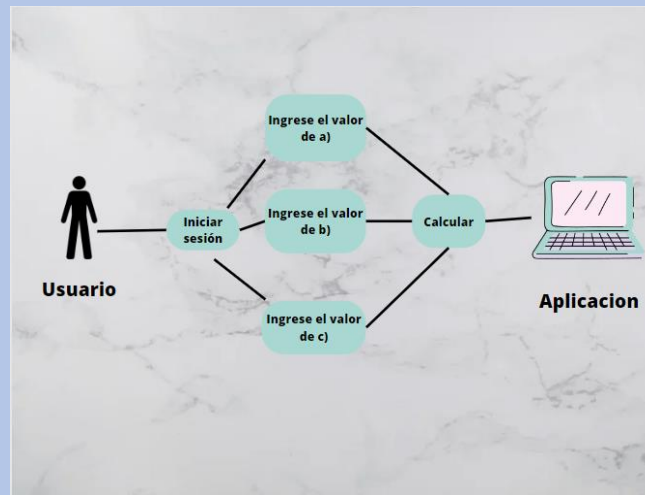 Ingrese el valor
de a)
Iniciar
sesión
Ingrese el valor
de b)
Calcular
Usuario
Aplicacion
Ingrese el valor
de c)